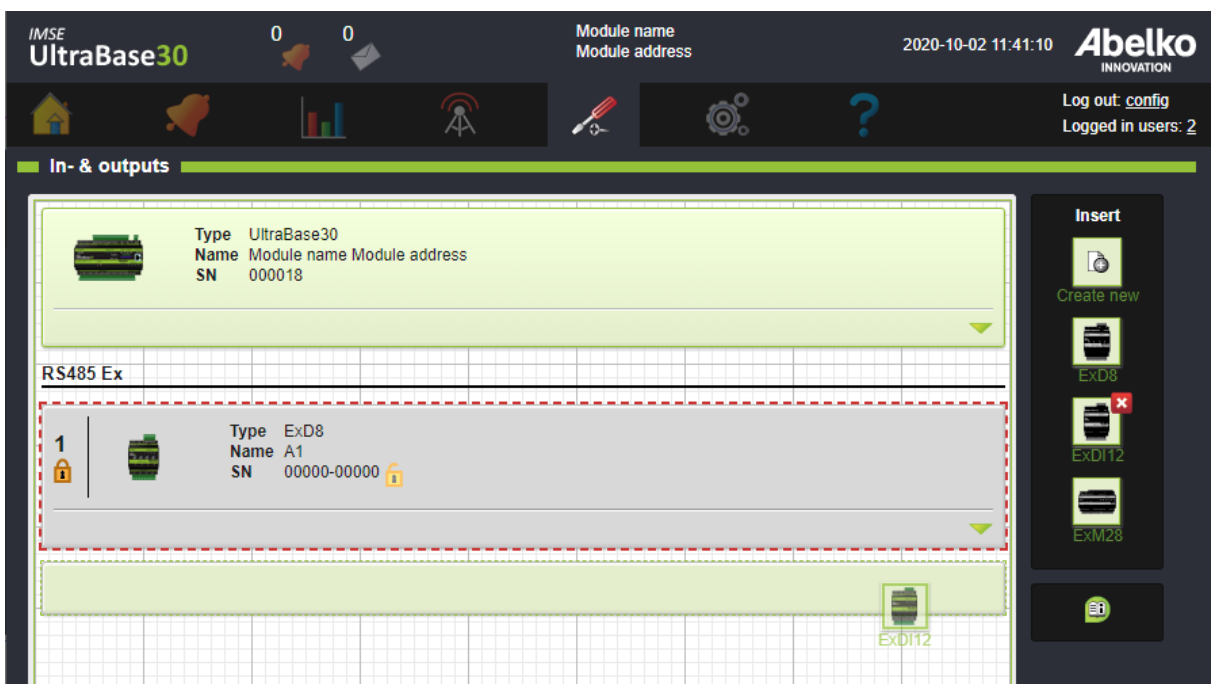 IMSE
UltraBase30
0
0
Module name
Module address
2020-10-02 11:41:10
Abelko
INNOVATION
Log out: config
Logged in users: 2
In- & outputs
Type UltraBase30
Name Module name Module address
SN 000018
RS485 Ex
1
Type ExD8
Name A1
SN 00000-00000
ExDI12
Insert
Create new
ExD8
ExDI12
ExM28